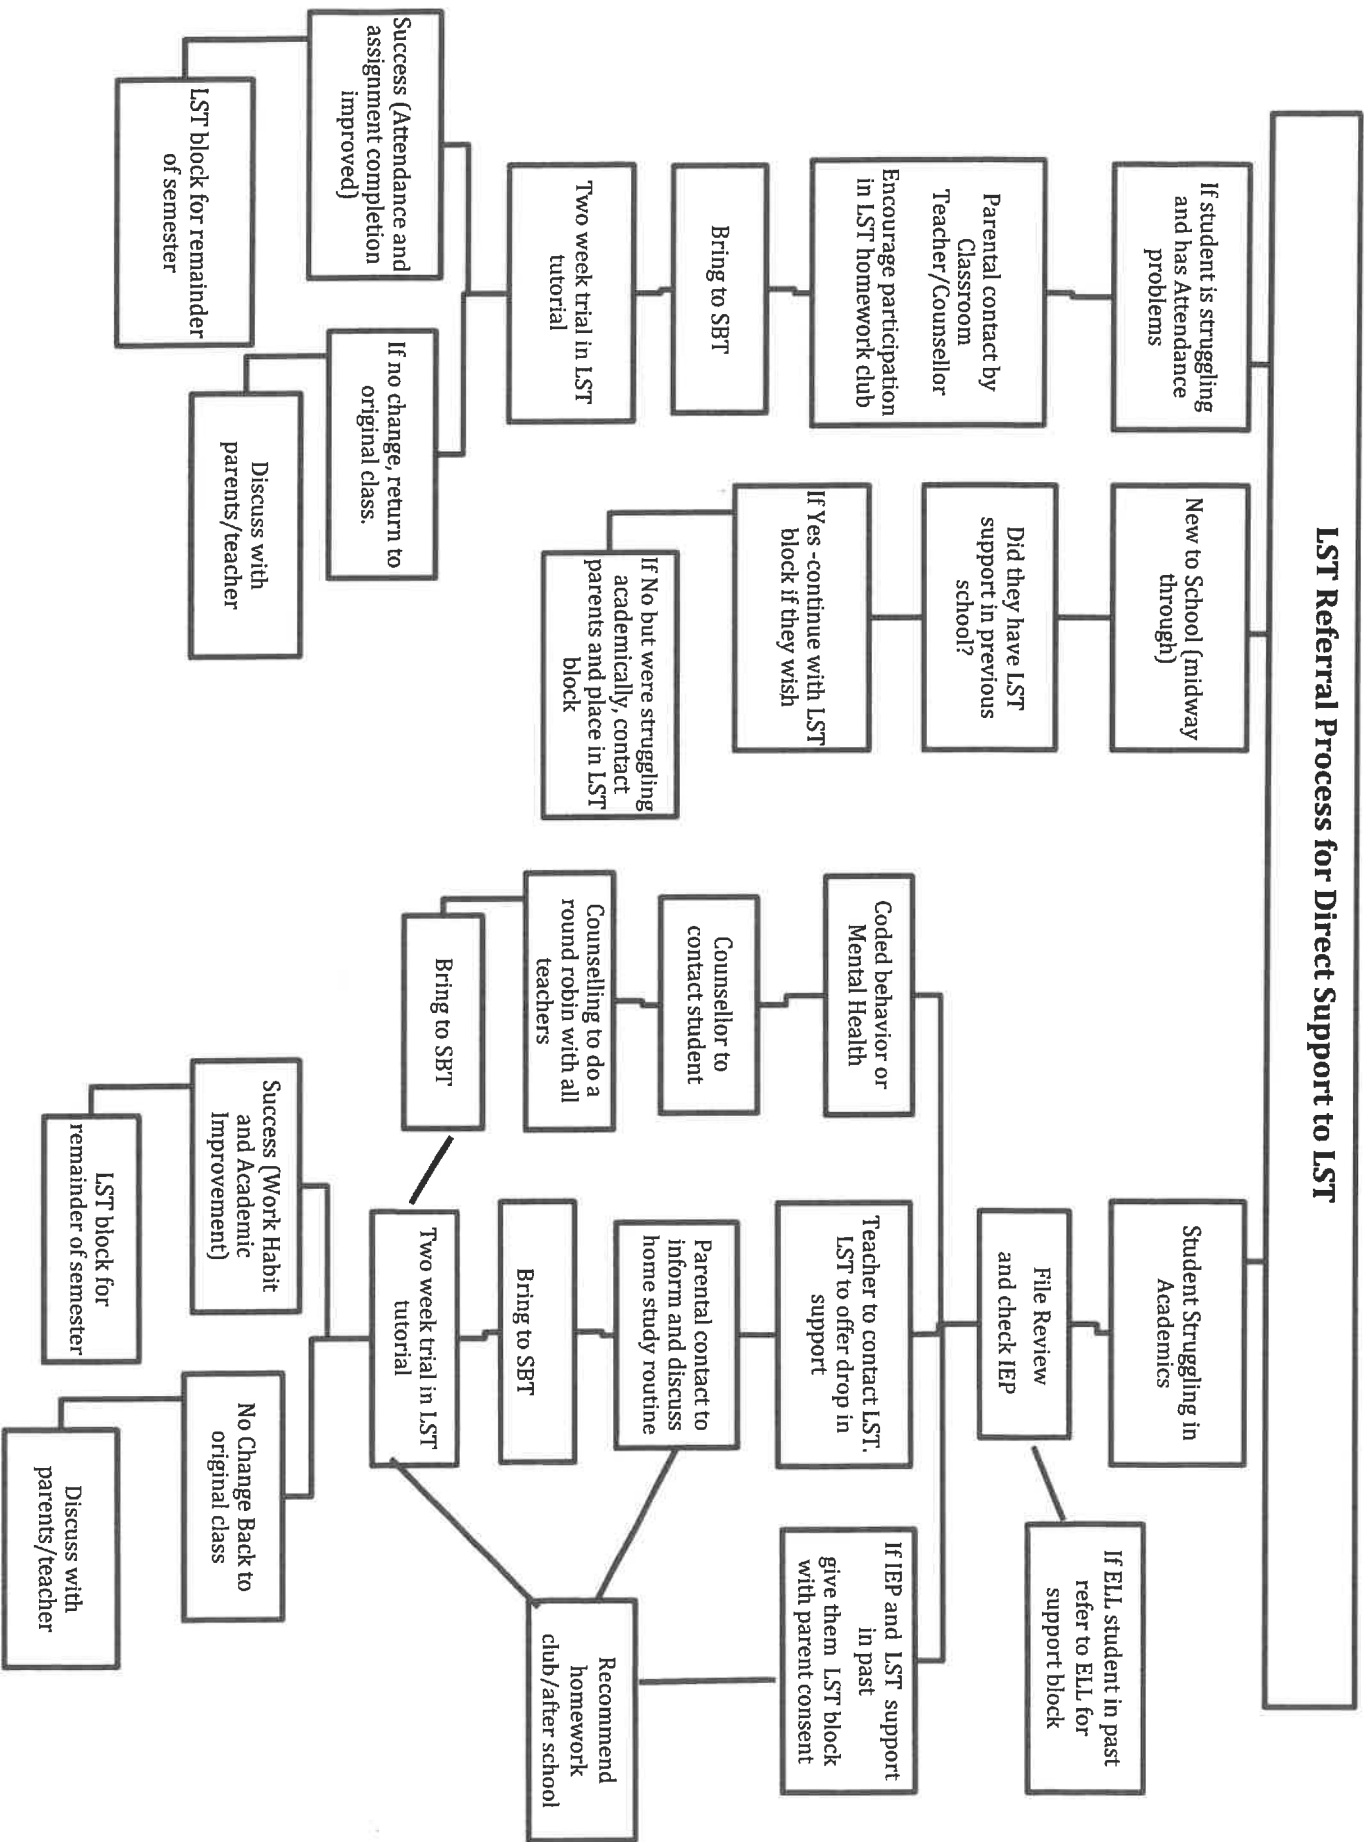 LST Referral Process for Direct Support to LST
If student is struggling
and has Attendance
problems
Parental contact by
Classroom
Teacher/Counsellor
Encourage participation
in LST homework club
Bring to SBT
Two week trial in LST
tutorial
Success (Attendance and
assignment completion
improved)
LST block for remainder
of semester
If no change, return to
original class.
Discuss with
parents/teacher
New to School (midway
through)
Did they have LST
support in previous
school?
If Yes -continue with LST
block if they wish
If No but were struggling
academically, contact
parents and place in LST
block
Student Struggling in
Academics
File Review
and check IEP
If ELL student in past
refer to ELL for
support block
Coded behavior or
Mental Health
Counsellor to
contact student
Counselling to do a
round robin with all
teachers
Bring to SBT
Teacher to contact LST.
LST to offer drop in
support
Parental contact to
inform and discuss
home study routine
Bring to SBT
Two week trial in LST
tutorial
Success (Work Habit
and Academic
Improvement)
LST block for
remainder of semester
No Change Back to
original class
Discuss with
parents/teacher
If IEP and LST support
in past
give them LST block
with parent consent
Recommend
homework
club/after school